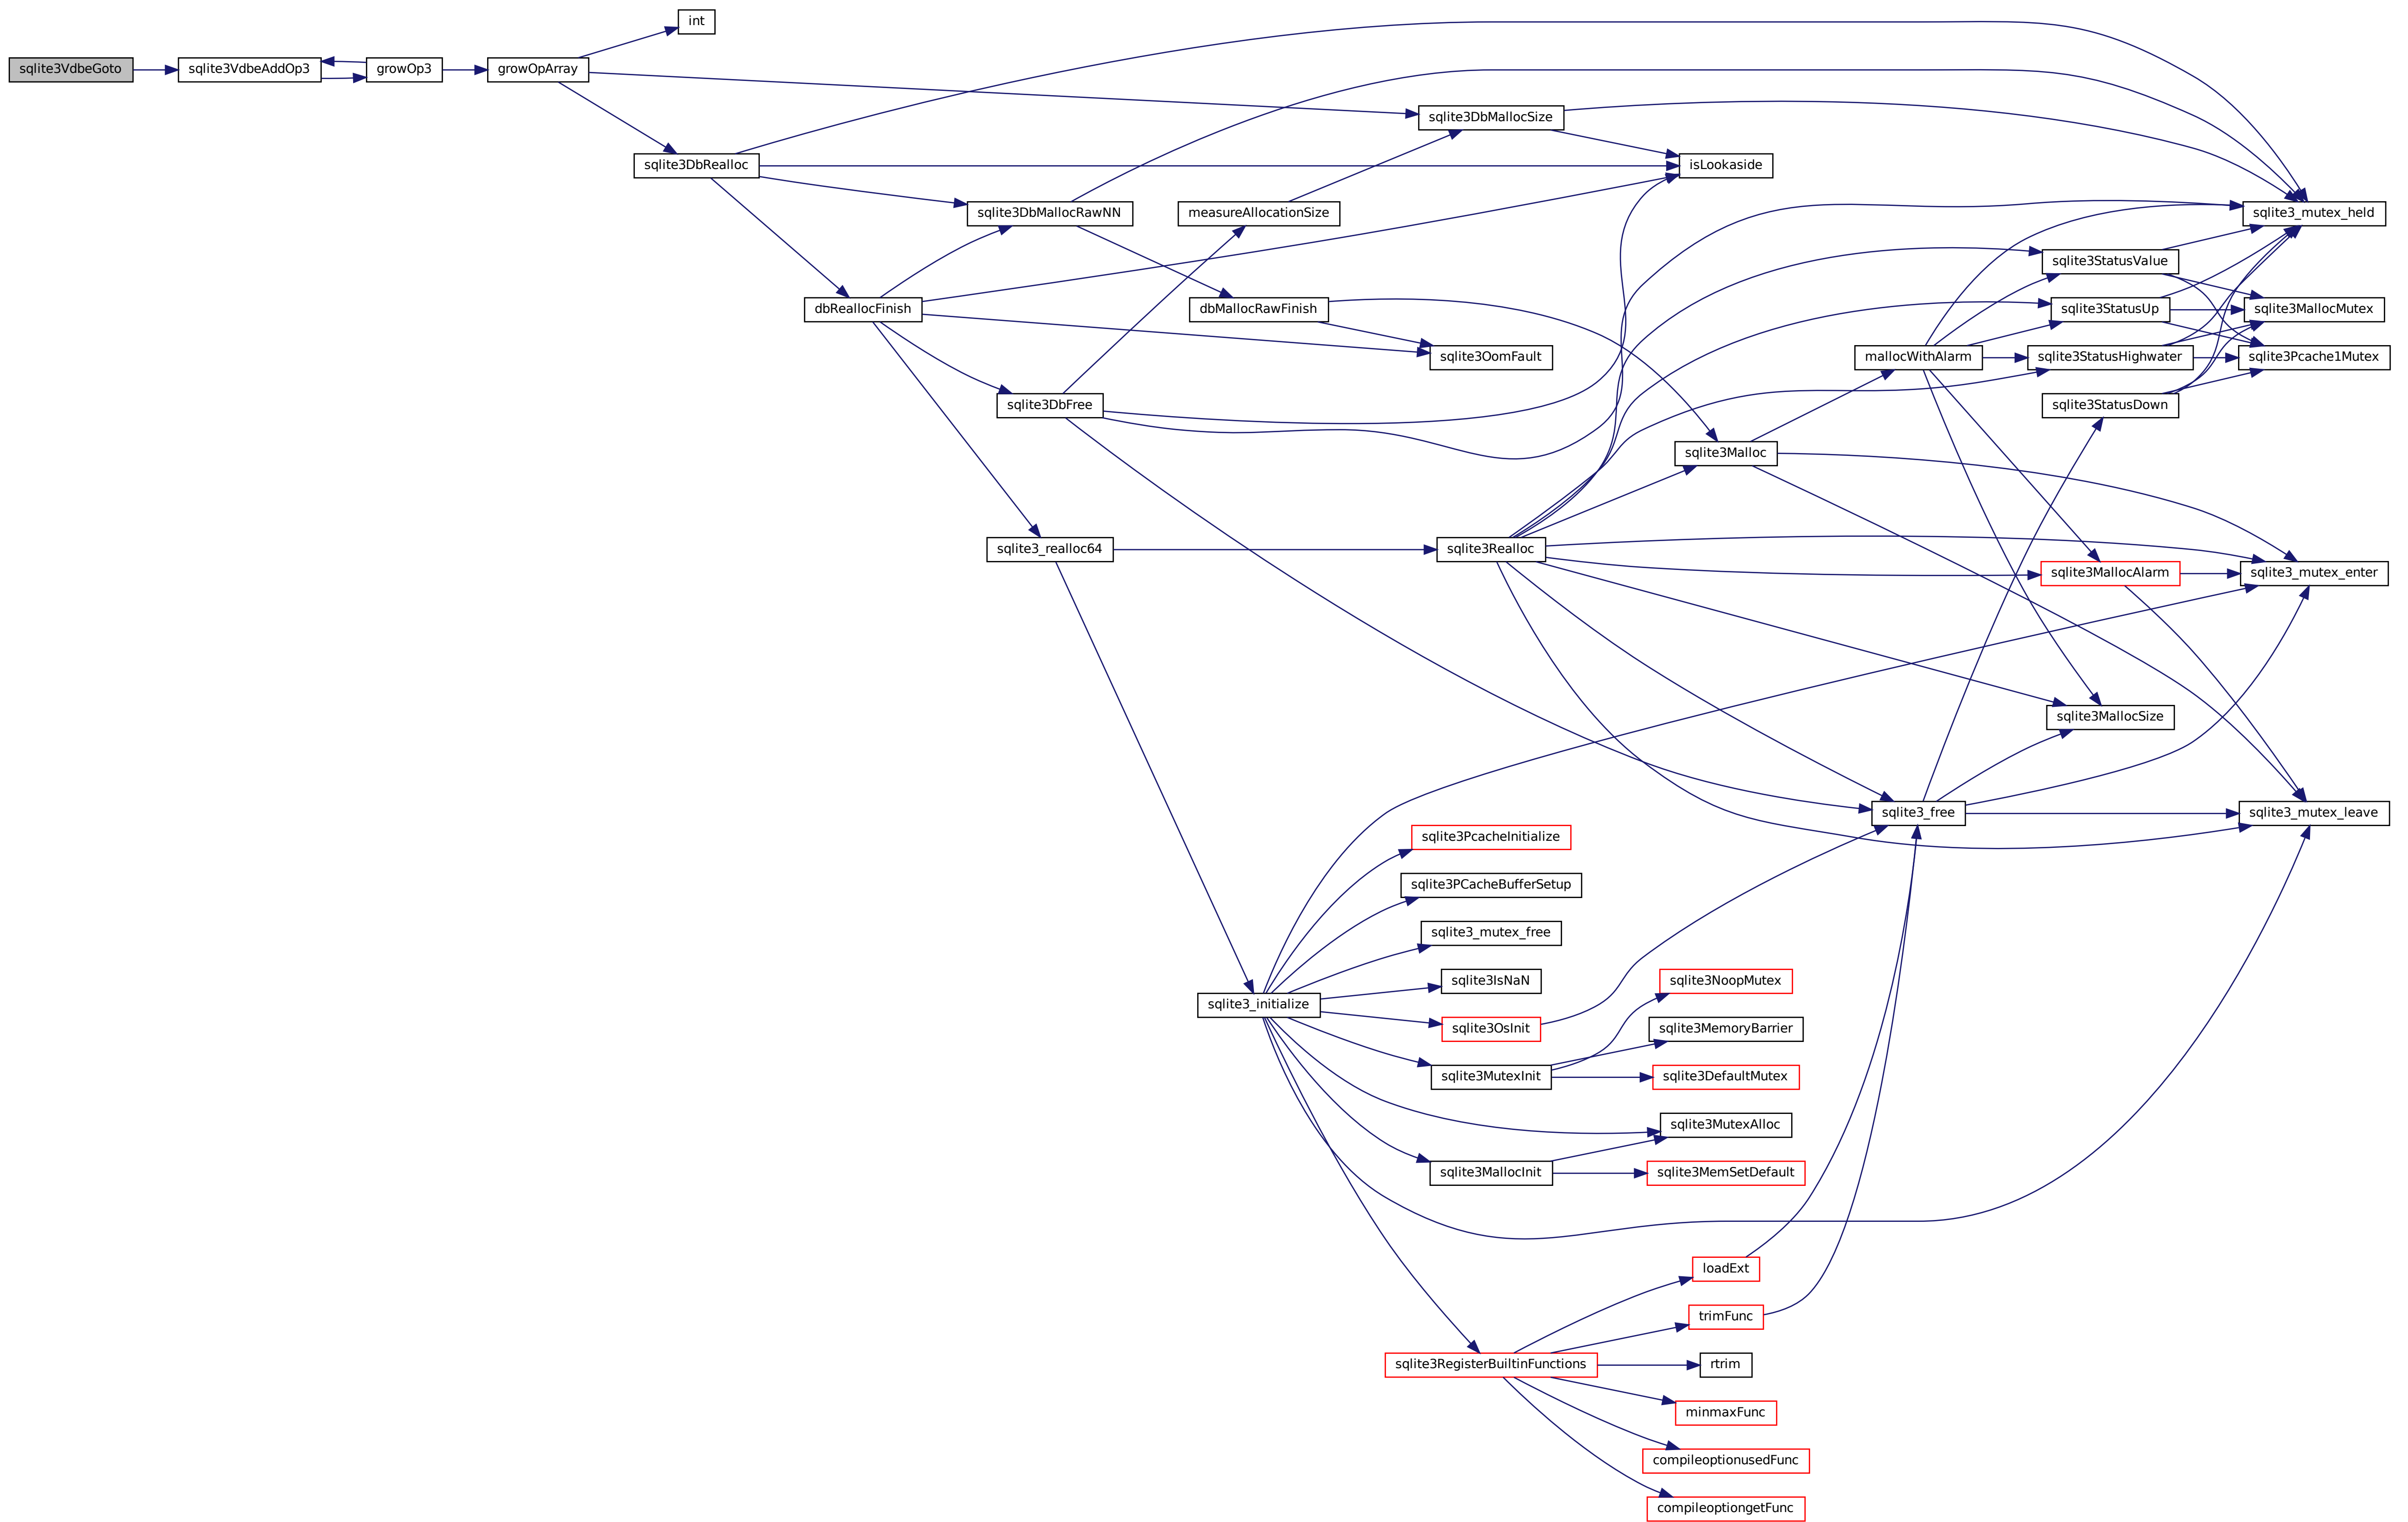 sqlite3VdbeGoto
sqlite3VdbeAddOp3
growOp3
growOpArray
int
sqlite3DbRealloc
dbReallocFinish
sqlite3DbMallocRawNN
sqlite3DbFree
sqlite3_realloc64
measureAllocationSize
dbMallocRawFinish
sqlite3_initialize
sqlite3DbMallocSize
sqlite3OomFault
sqlite3Realloc
sqlite3PcacheInitialize
sqlite3PCacheBufferSetup
sqlite3_mutex_free
sqlite3IsNaN
sqlite3OsInit
sqlite3MutexInit
sqlite3MallocInit
sqlite3RegisterBuiltinFunctions
isLookaside
sqlite3Malloc
sqlite3NoopMutex
sqlite3MemoryBarrier
sqlite3DefaultMutex
sqlite3MutexAlloc
sqlite3MemSetDefault
loadExt
trimFunc
rtrim
minmaxFunc
compileoptionusedFunc
compileoptiongetFunc
mallocWithAlarm
sqlite3_free
sqlite3StatusValue
sqlite3StatusUp
sqlite3StatusHighwater
sqlite3StatusDown
sqlite3MallocAlarm
sqlite3MallocSize
sqlite3_mutex_held
sqlite3MallocMutex
sqlite3Pcache1Mutex
sqlite3_mutex_enter
sqlite3_mutex_leave